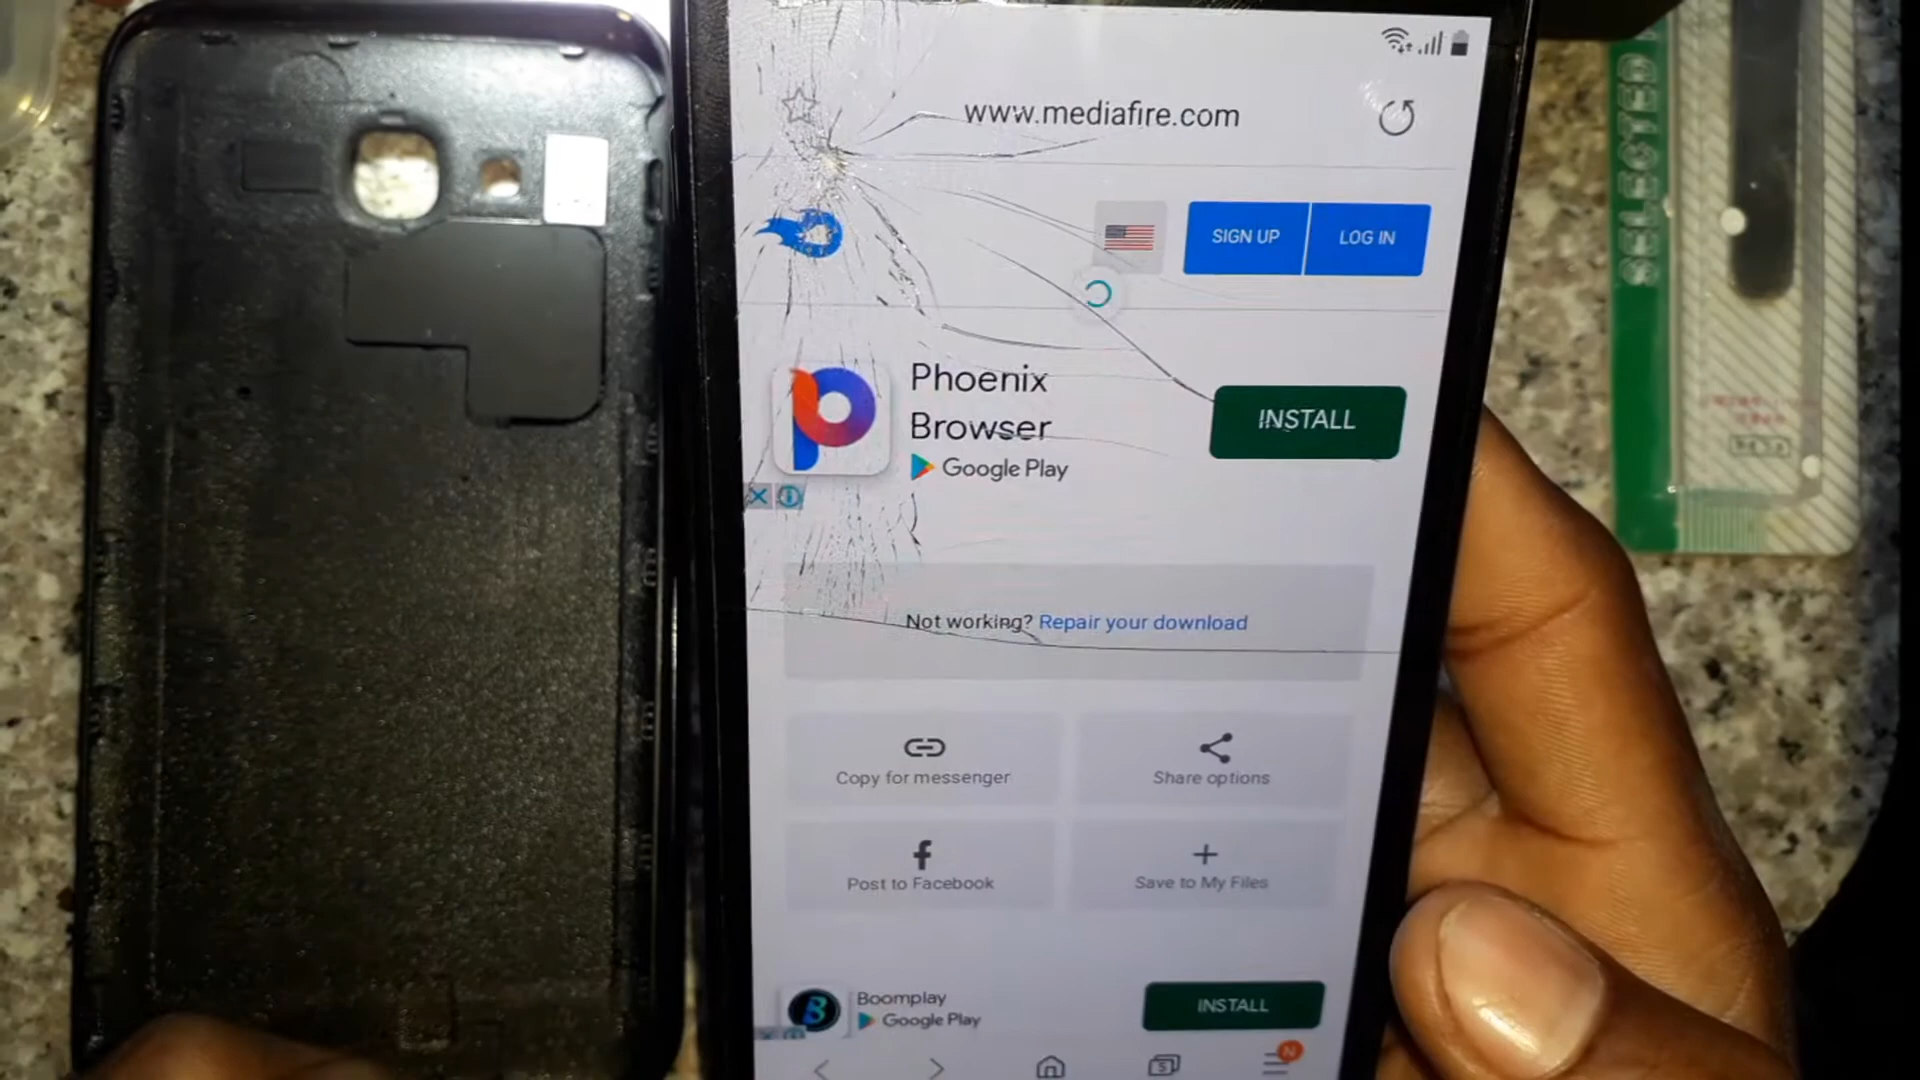 www.mediafire.com
SIGN UP
LOG IN
Phoenix
Browser
INSTALL
Google Play
Not working? Repair your download
Copy for messenger
Share options
Post to Facebook
Save to My Files
Boomplay
Google Play
INSTALL
5
N